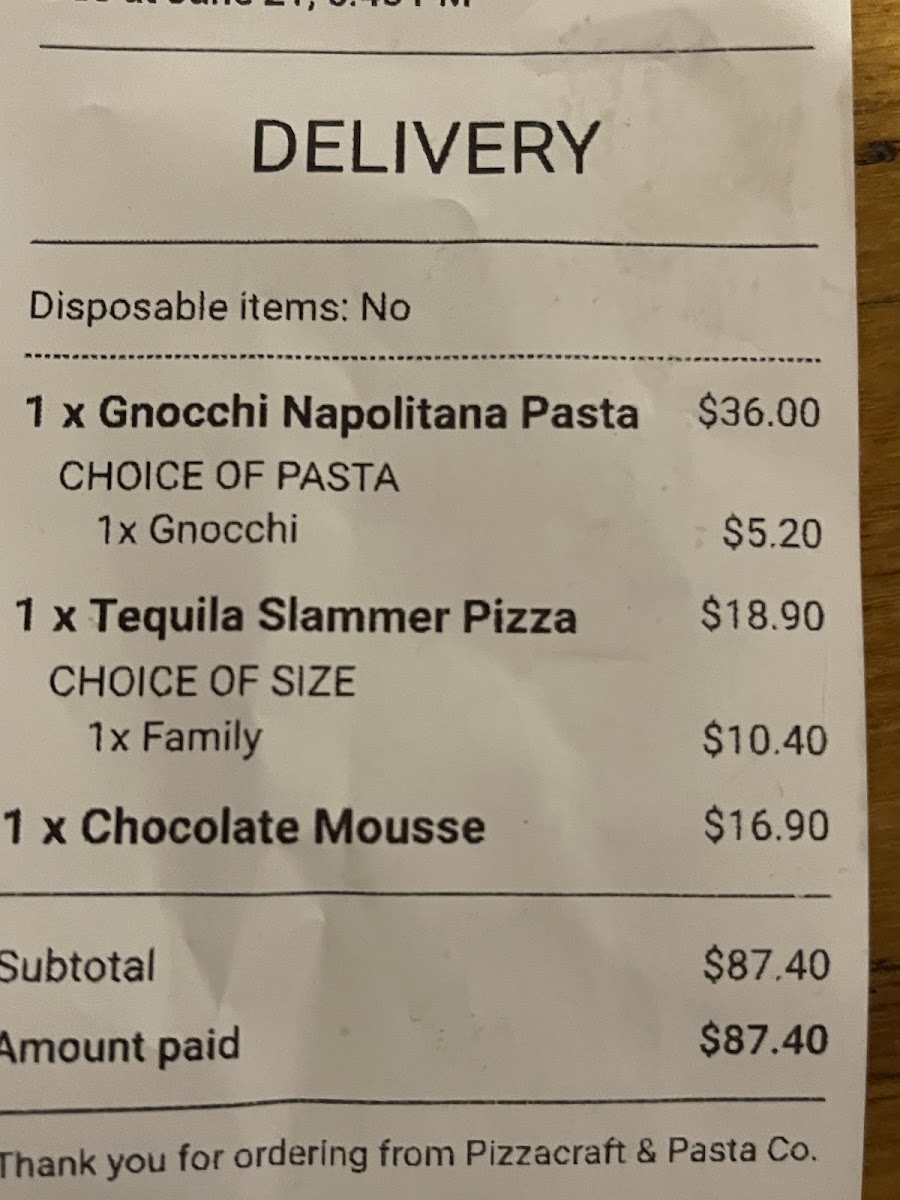 DELIVERY
Disposable items: No
1 x Gnocchi Napolitana Pasta $36.00
CHOICE OF PASTA
1x Gnocchi $5.20
1 x Tequila Slammer Pizza $18.90
CHOICE OF SIZE
1x Family $10.40
1 x Chocolate Mousse $16.90
Subtotal $87.40
Amount paid $87.40
Thank you for ordering from Pizzacraft & Pasta Co.